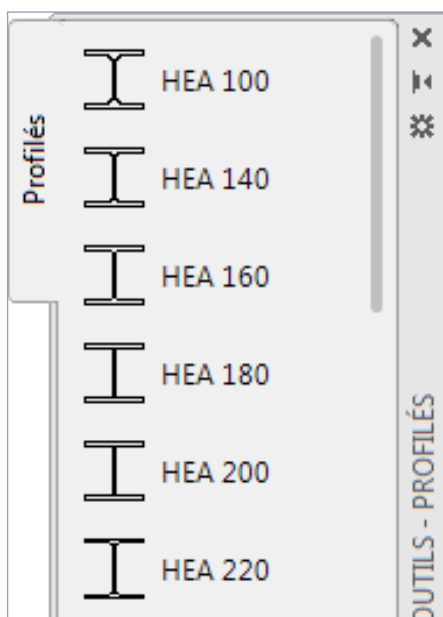 Profilés
HEA 100
HEA 140
HEA 160
HEA 180
HEA 200
HEA 220
OUTILS - PROFILÉS